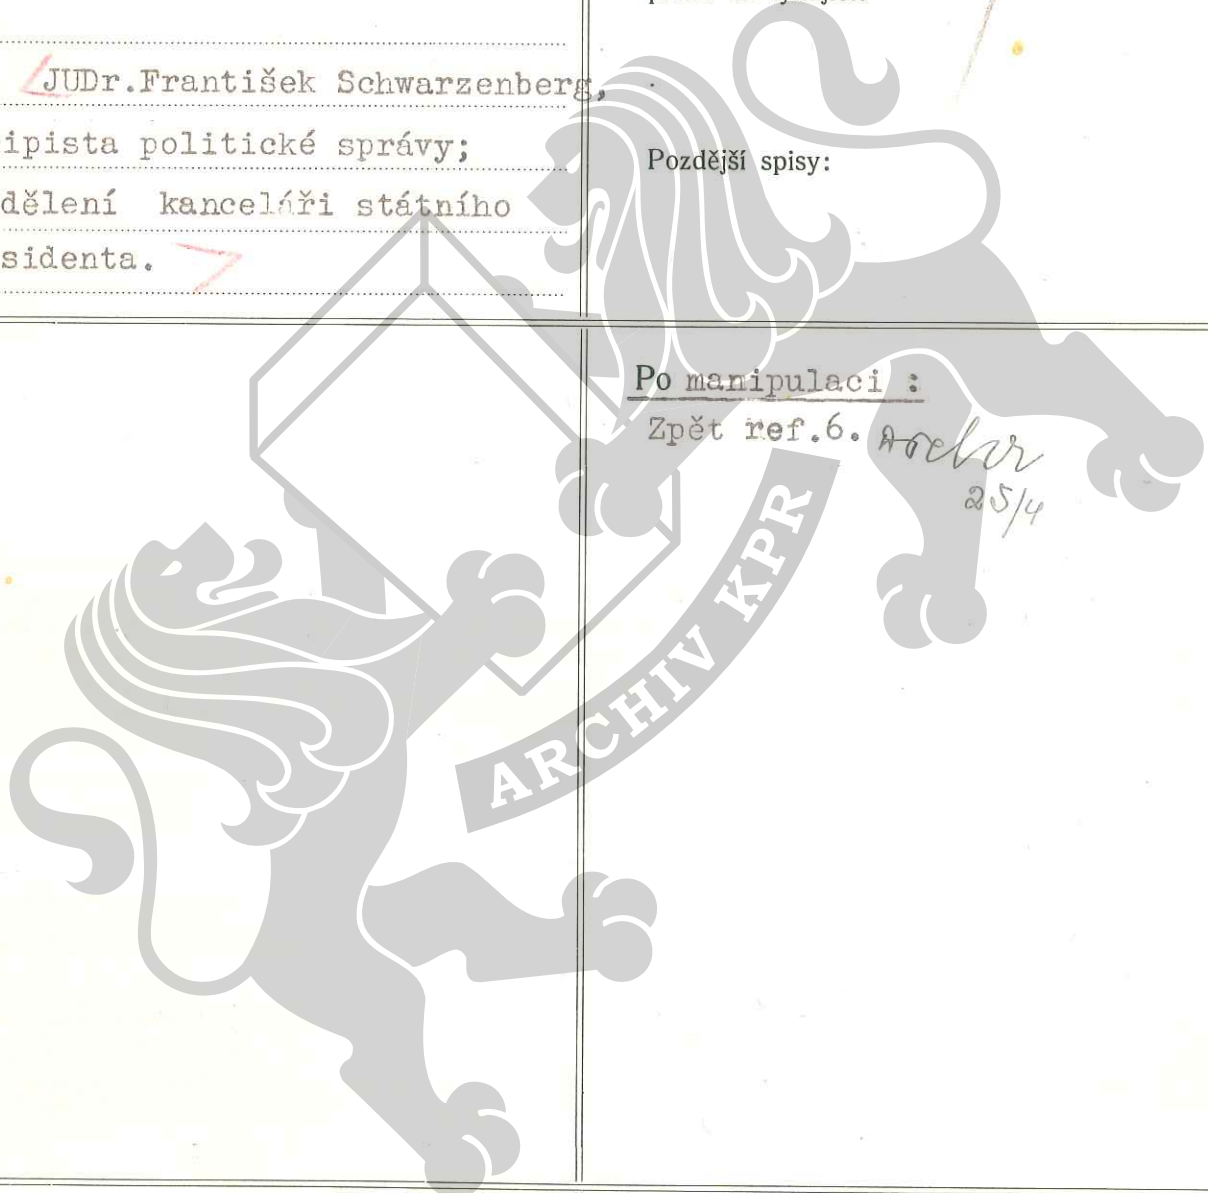 JUDr.František Schwarzenberg,
ipista politické správy;
dělení kanceláři státního
sidenta.
Pozdější spisy:
Po manipulaci :
Zpět ref.6.
25/4
ARCHIV KPR